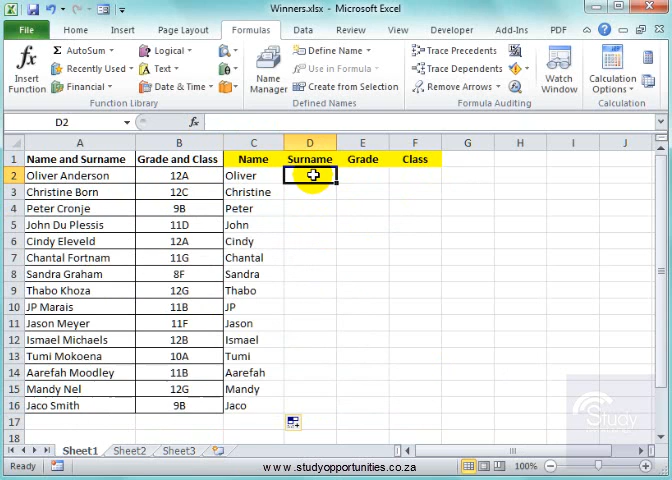 Winners.xlsx - Microsoft Excel
File Home Insert Page Layout Formulas Data Review View Developer Add-Ins PDF
AutoSum Logical Define Name Trace Precedents
Recently Used Text Use in Formula Trace Dependents
Financial Date & Time Create from Selection Remove Arrows
Insert Function Name Manager Watch Window Calculation Options
Function Library Defined Names Formula Auditing Calculation
D2 fx
A B C D E F G H I J
1 Name and Surname Grade and Class Name Surname Grade Class
2 Oliver Anderson 12A Oliver
3 Christine Born 12C Christine
4 Peter Cronje 9B Peter
5 John Du Plessis 11D John
6 Cindy Eleveld 12A Cindy
7 Chantal Fortnam 11G Chantal
8 Sandra Graham 8F Sandra
9 Thabo Khoza 12G Thabo
10 JP Marais 11B JP
11 Jason Meyer 11F Jason
12 Ismael Michaels 12B Ismael
13 Tumi Mokoena 10A Tumi
14 Aarefah Moodley 11B Aarefah
15 Mandy Nel 12G Mandy
16 Jaco Smith 9B Jaco
17
18
Study
Sheet1 Sheet2 Sheet3
Ready www.studyopportunities.co.za 100%